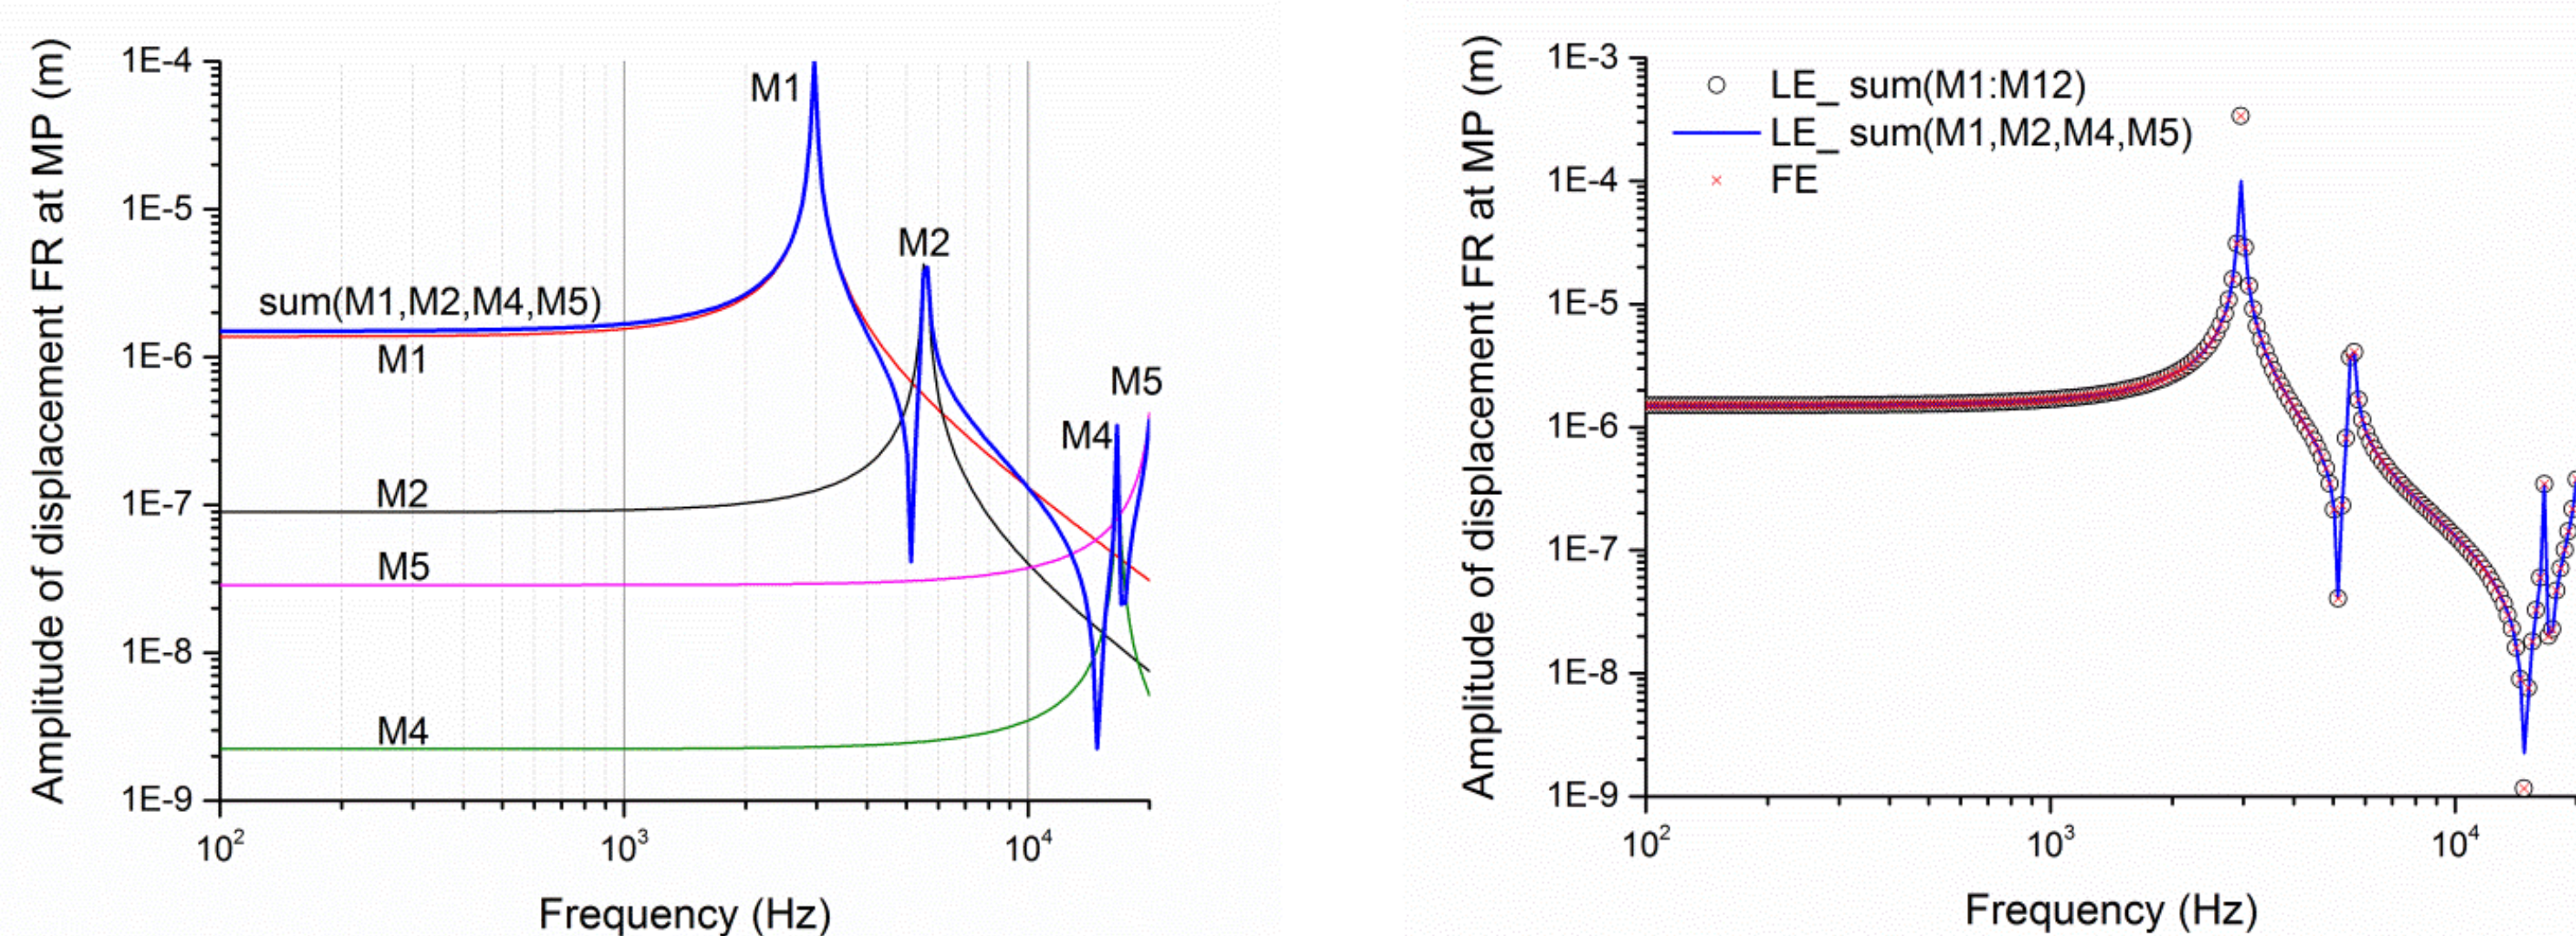 Amplitude of displacement FR at MP (m)
1E-4
1E-5
1E-6
1E-7
1E-8
1E-9
M1
M2
sum(M1,M2,M4,M5)
M1
M5
M4
M2
M5
M4
10²
10³
10⁴
Frequency (Hz)
Amplitude of displacement FR at MP (m)
1E-3
1E-4
1E-5
1E-6
1E-7
1E-8
1E-9
LE_ sum(M1:M12)
LE_ sum(M1,M2,M4,M5)
FE
10²
10³
10⁴
Frequency (Hz)